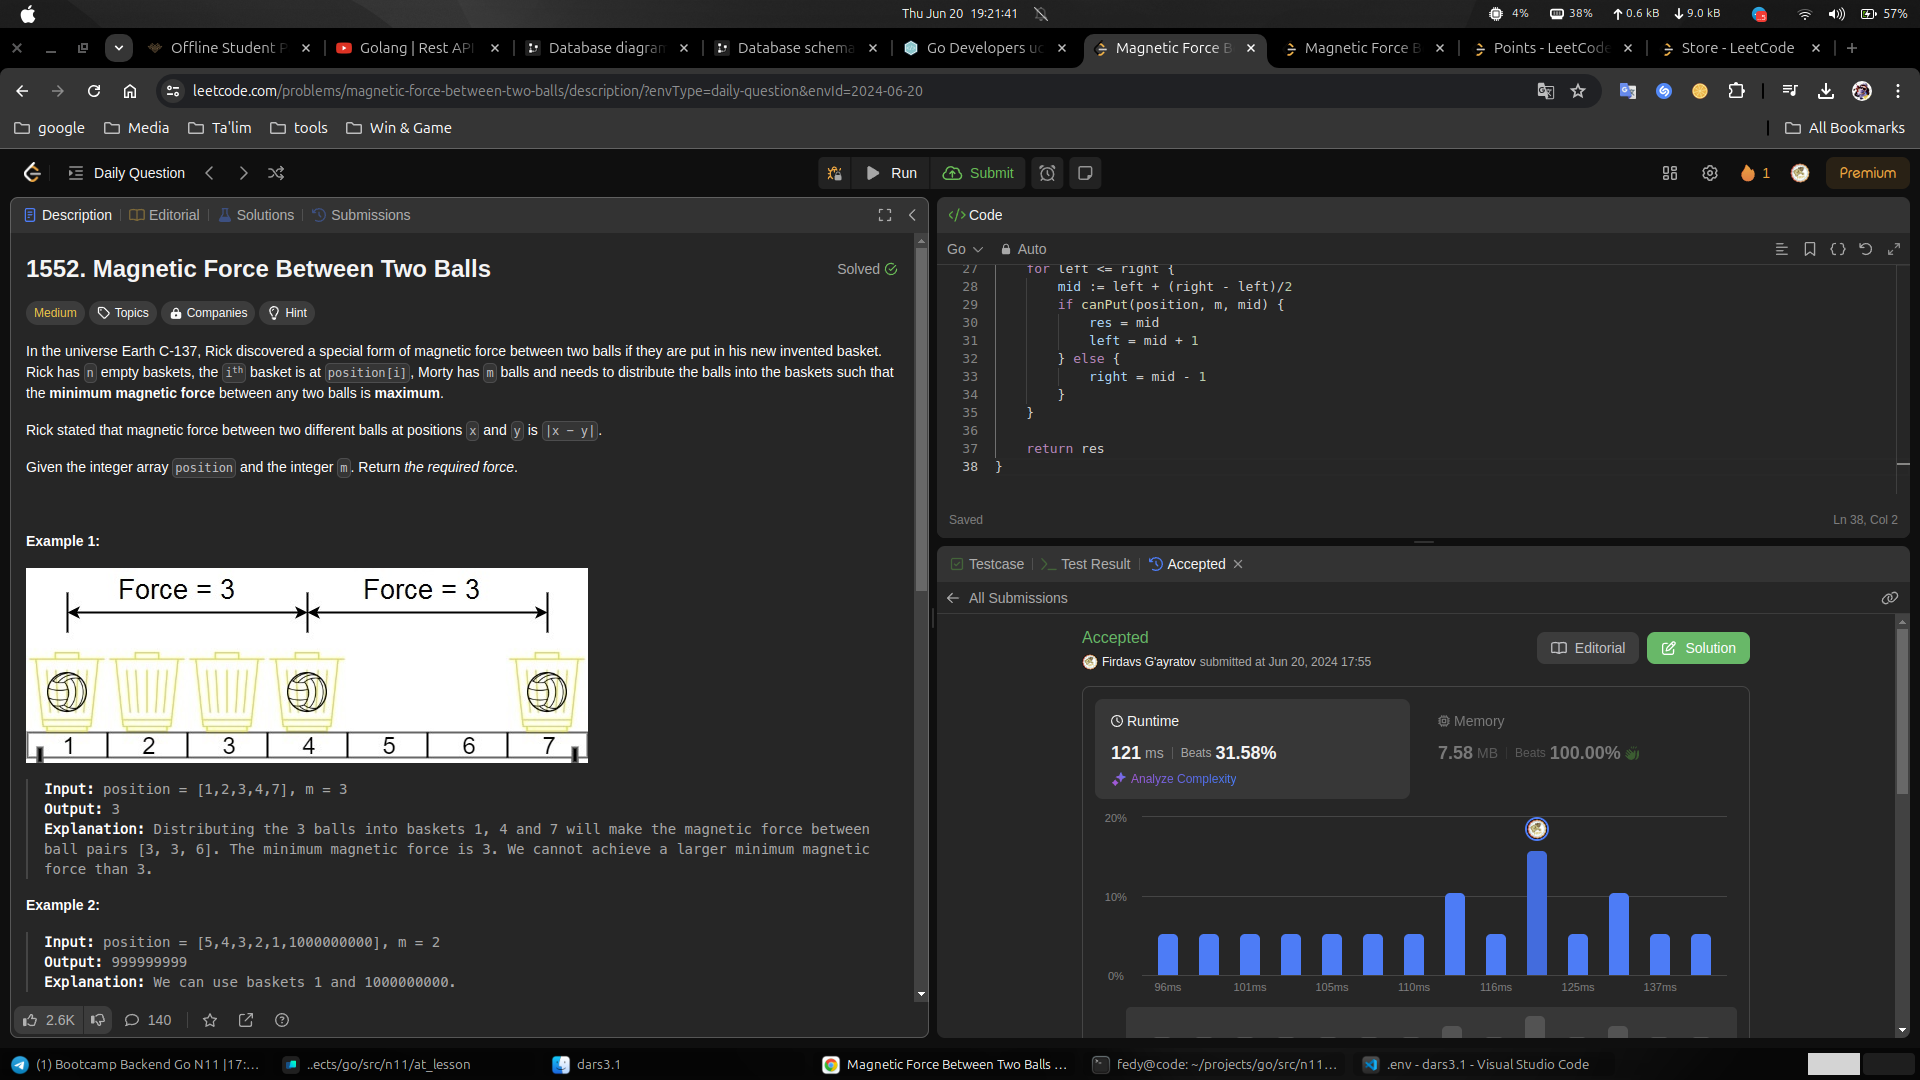 Thu Jun 20 19:21:41
4%
38%
0.6 kB
9.0 kB
57%
Offline Student P
Golang | Rest API
Database diagram
Database schema
Go Developers uc
Magnetic Force B
Magnetic Force B
Points - LeetCode
Store - LeetCode
leetcode.com/problems/magnetic-force-between-two-balls/description/?envType=daily-question&envId=2024-06-20
google
Media
Ta'lim
tools
Win & Game
All Bookmarks
Daily Question
Run
Submit
1
Premium
Description
Editorial
Solutions
Submissions
1552. Magnetic Force Between Two Balls
Solved
Medium
Topics
Companies
Hint
In the universe Earth C-137, Rick discovered a special form of magnetic force between two balls if they are put in his new invented basket.
Rick has n empty baskets, the iᵗʰ basket is at position[i], Morty has m balls and needs to distribute the balls into the baskets such that
the minimum magnetic force between any two balls is maximum.
Rick stated that magnetic force between two different balls at positions x and y is |x - y|.
Given the integer array position and the integer m. Return the required force.
Example 1:
Force = 3
Force = 3
1 2 3 4 5 6 7
Input: position = [1,2,3,4,7], m = 3
Output: 3
Explanation: Distributing the 3 balls into baskets 1, 4 and 7 will make the magnetic force between
ball pairs [3, 3, 6]. The minimum magnetic force is 3. We cannot achieve a larger minimum magnetic
force than 3.
Example 2:
Input: position = [5,4,3,2,1,1000000000], m = 2
Output: 999999999
Explanation: We can use baskets 1 and 1000000000.
2.6K
140
Code
Go
Auto
27 for left <= right {
28 mid := left + (right - left)/2
29 if canPut(position, m, mid) {
30 res = mid
31 left = mid + 1
32 } else {
33 right = mid - 1
34 }
35 }
36
37 return res
38 }
Saved
Ln 38, Col 2
Testcase
Test Result
Accepted
All Submissions
Accepted
Firdavs G'ayratov submitted at Jun 20, 2024 17:55
Editorial
Solution
Runtime
121 ms | Beats 31.58%
Analyze Complexity
Memory
7.58 MB | Beats 100.00%
20%
10%
0%
96ms 101ms 105ms 110ms 116ms 125ms 137ms
(1) Bootcamp Backend Go N11 |17:...
..ects/go/src/n11/at_lesson
dars3.1
Magnetic Force Between Two Balls ...
fedy@code: ~/projects/go/src/n11...
.env - dars3.1 - Visual Studio Code